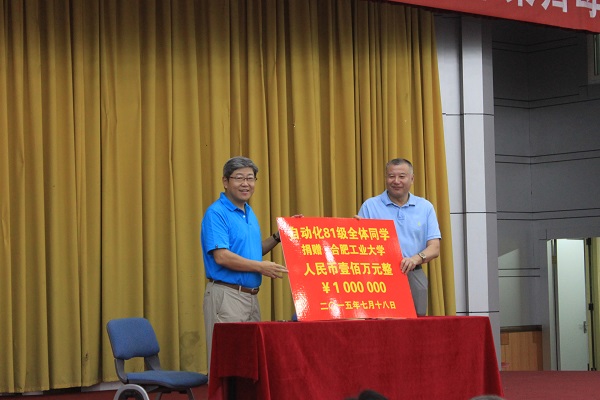 自动化81级全体同学
捐赠 合肥工业大学
人民币壹佰万元整
￥1 000 000
二〇一五年七月十八日